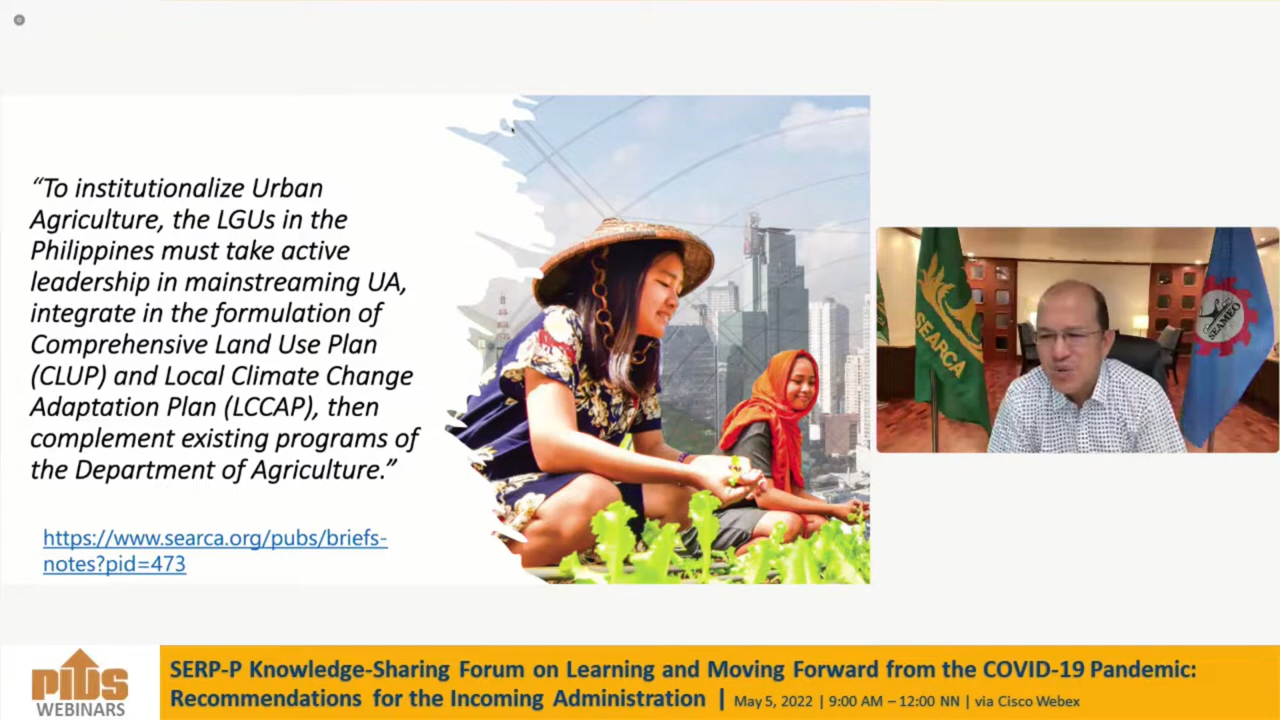 “To institutionalize Urban
Agriculture, the LGUs in the
Philippines must take active
leadership in mainstreaming UA,
integrate in the formulation of
Comprehensive Land Use Plan
(CLUP) and Local Climate Change
Adaptation Plan (LCCAP), then
complement existing programs of
the Department of Agriculture.”
https://www.searca.org/pubs/briefs-
notes?pid=473
SEARCA
SEAMEO
PIDS
WEBINARS
SERP-P Knowledge-Sharing Forum on Learning and Moving Forward from the COVID-19 Pandemic:
Recommendations for the Incoming Administration | May 5, 2022 | 9:00 AM – 12:00 NN | via Cisco Webex